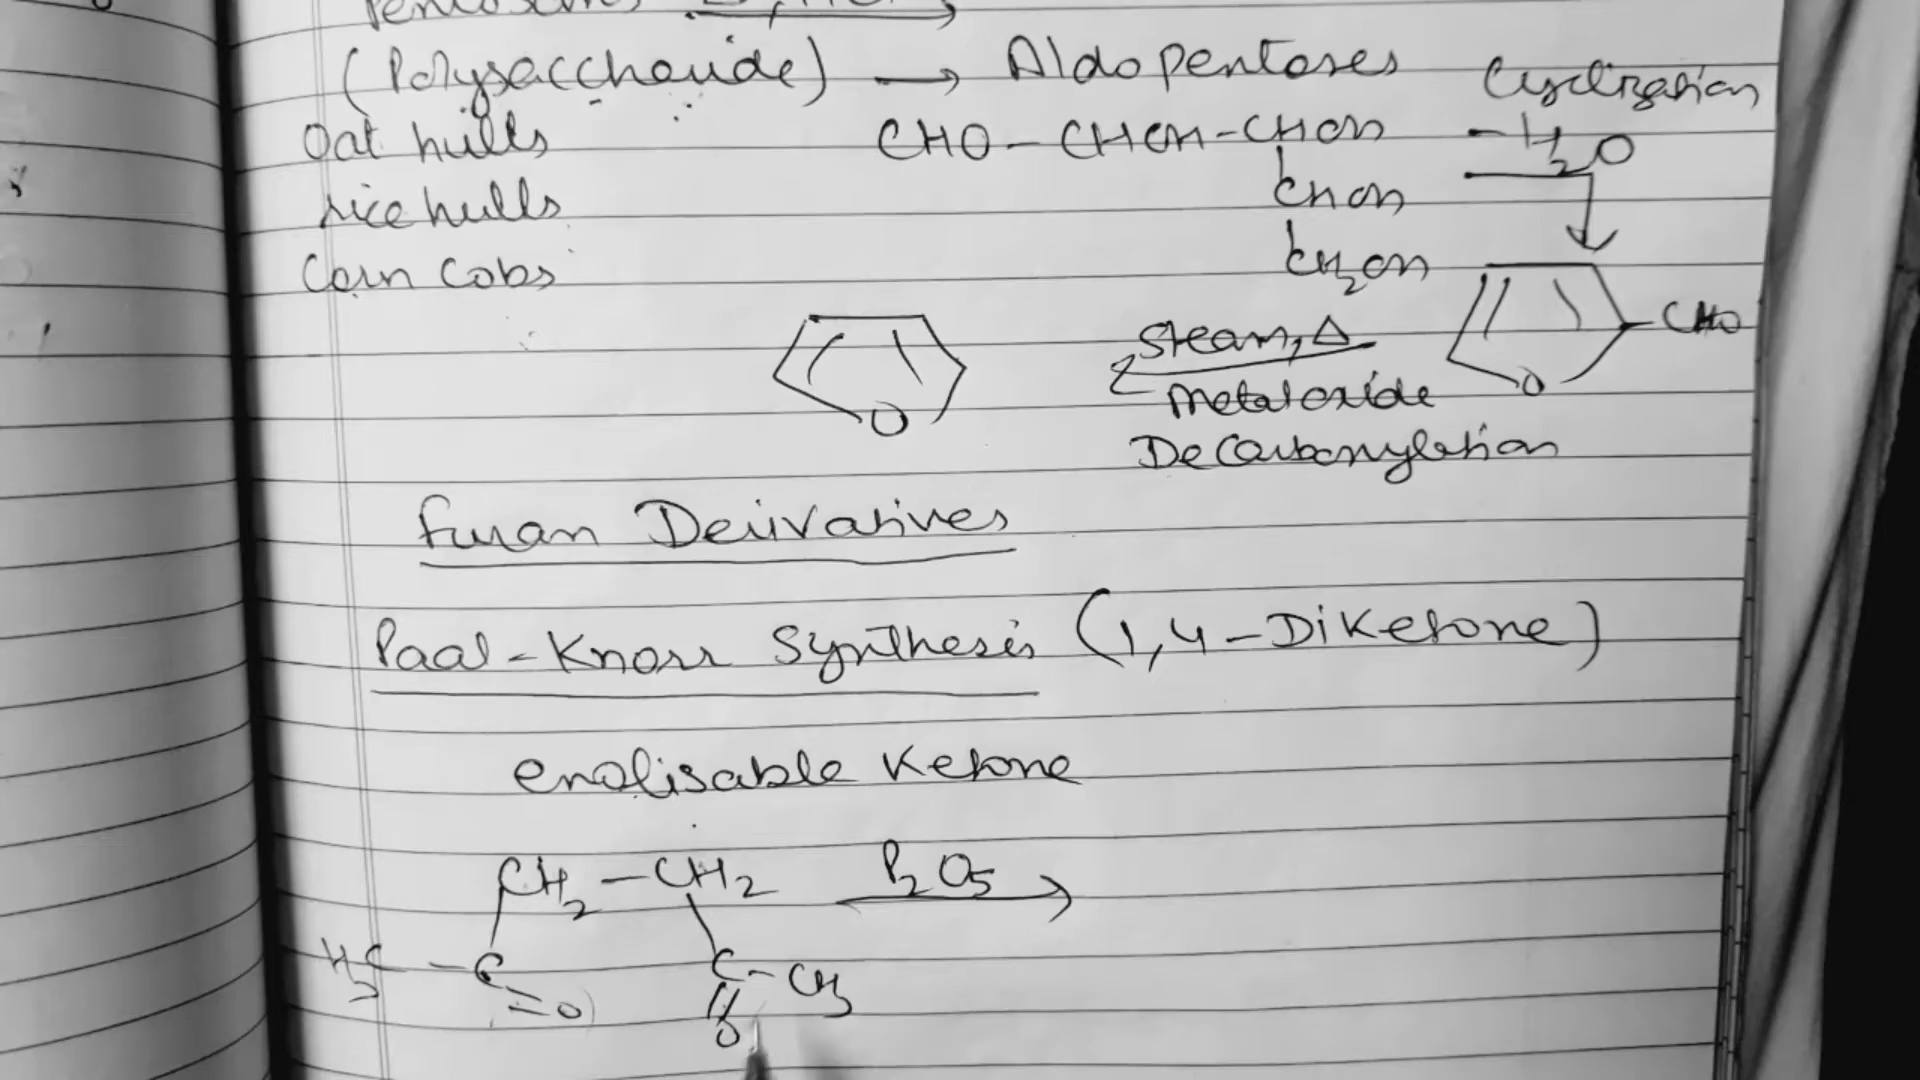 (Polysaccharide) → Aldopentoses
Cyclization
Oat hulls CHO – CHOH – CHOH – H2O
rice hulls CHOH
Corn Cobs CH2OH
CHO
Steam, Δ
O
Metal oxide
O
Decarbonylation
Furan Derivatives
Paal-Knorr Synthesis (1,4-Diketone)
enolisable Ketone
CH2 – CH2 P2O5 →
H3C – C C – CH3
=O
O